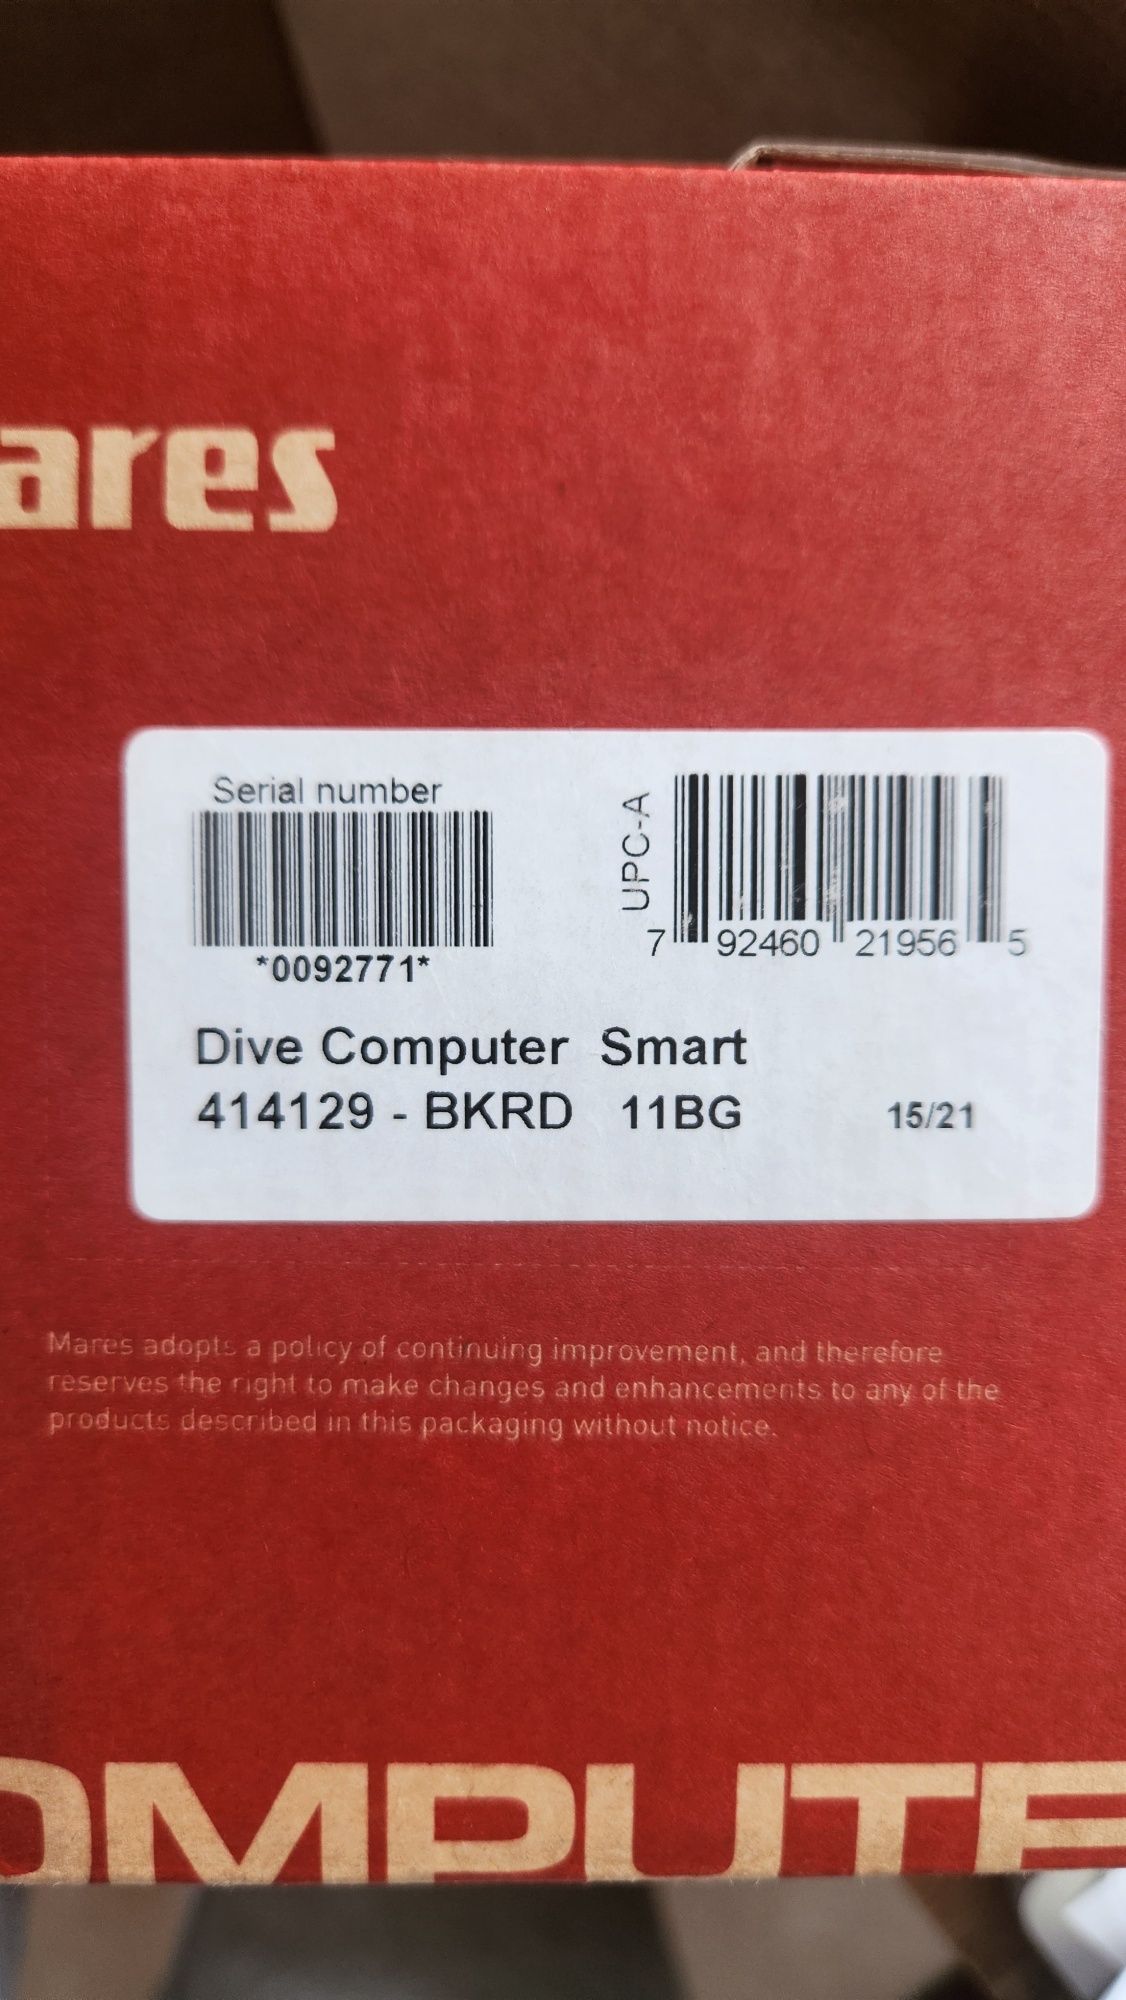 ares
Serial number
*0092771*
UPC-A
7 92460 21956 5
Dive Computer Smart
414129 - BKRD 11BG 15/21
Mares adopts a policy of continuing improvement, and therefore
reserves the right to make changes and enhancements to any of the
products described in this packaging without notice.
OMPUTE